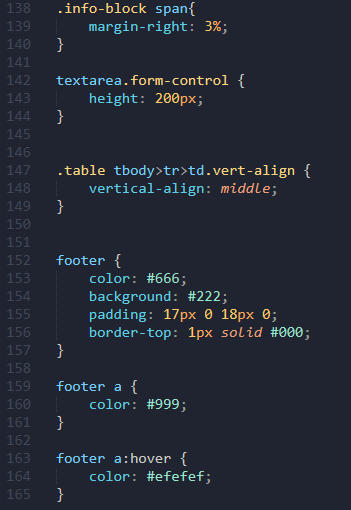 138 .info-block span{
139     margin-right: 3%;
140 }
141
142 textarea.form-control {
143     height: 200px;
144 }
145
146
147 .table tbody>tr>td.vert-align {
148     vertical-align: middle;
149 }
150
151
152 footer {
153     color: #666;
154     background: #222;
155     padding: 17px 0 18px 0;
156     border-top: 1px solid #000;
157 }
158
159 footer a {
160     color: #999;
161 }
162
163 footer a:hover {
164     color: #efefef;
165 }